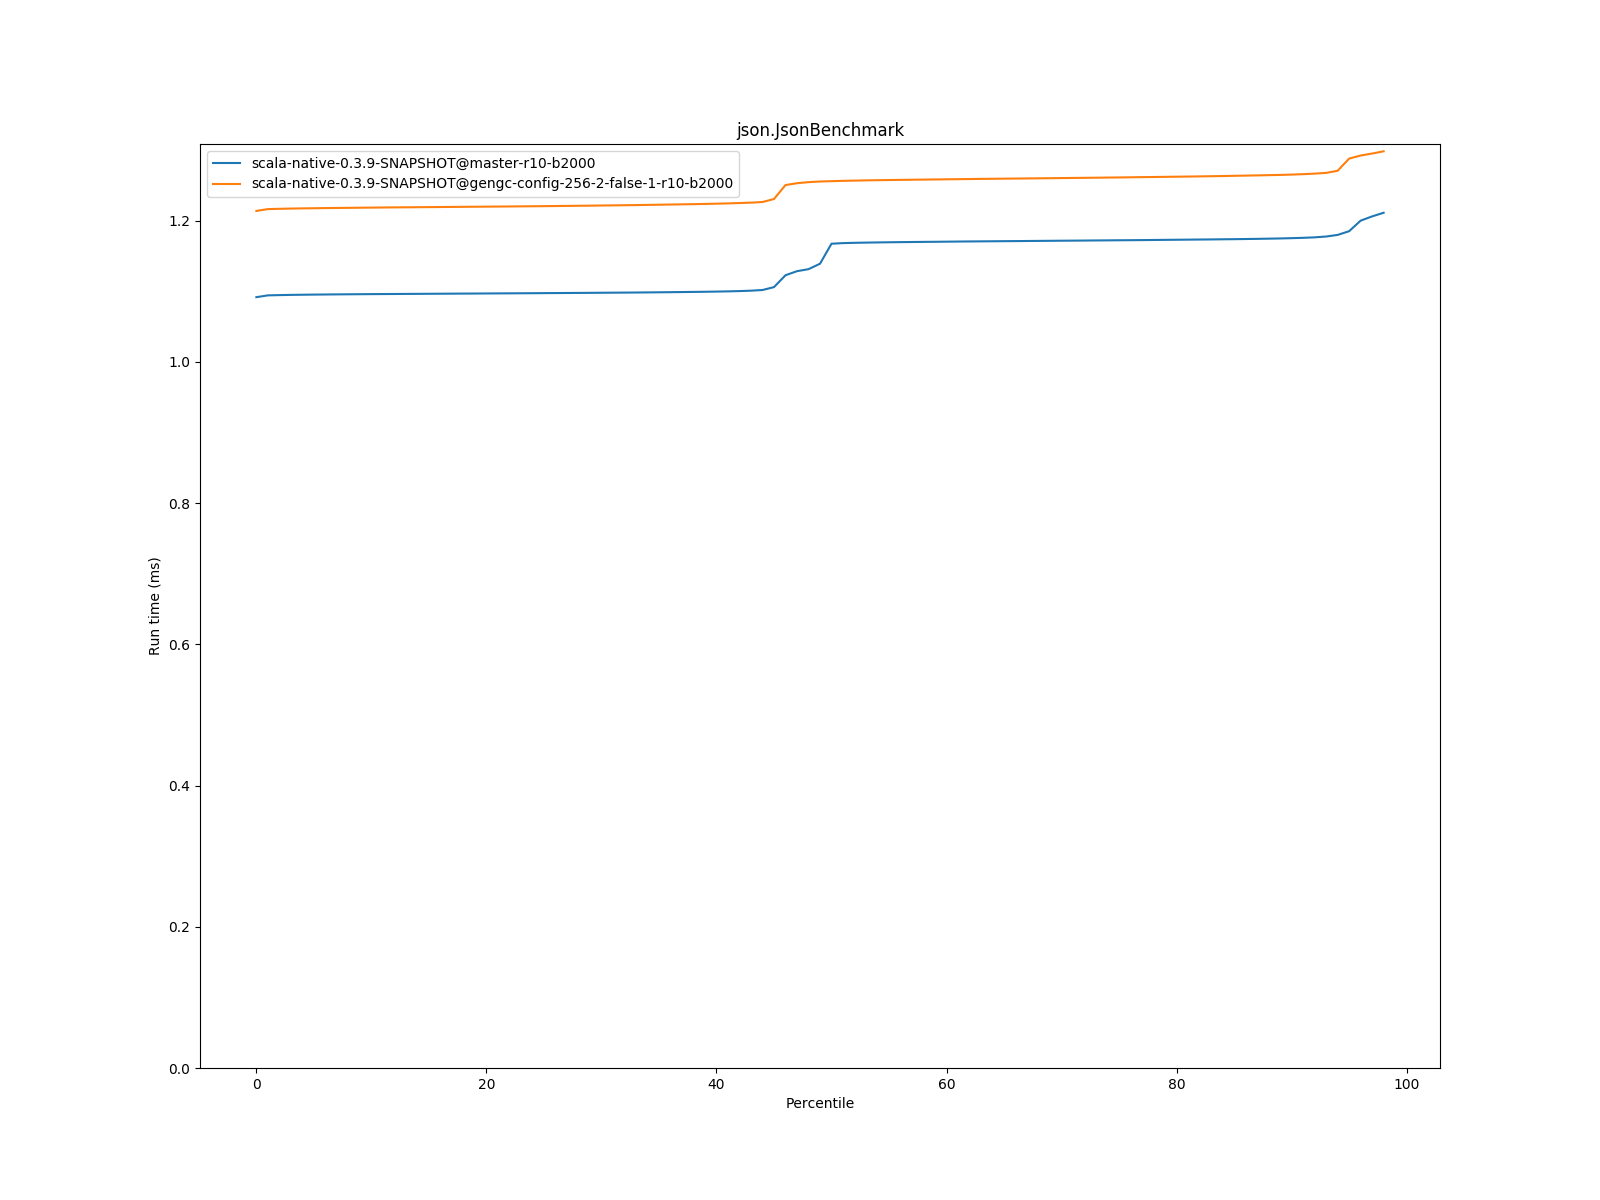 json.JsonBenchmark
scala-native-0.3.9-SNAPSHOT@master-r10-b2000
scala-native-0.3.9-SNAPSHOT@gengc-config-256-2-false-1-r10-b2000
Run time (ms)
1.2
1.0
0.8
0.6
0.4
0.2
0.0
0 20 40 60 80 100
Percentile